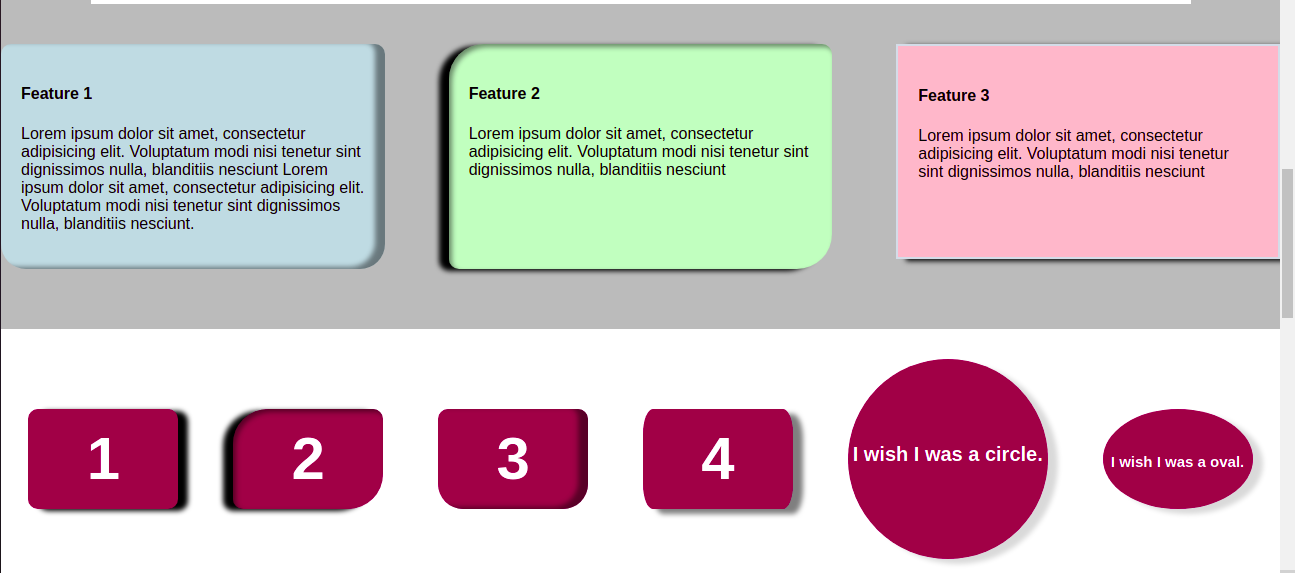 Feature 1
Lorem ipsum dolor sit amet, consectetur
adipisicing elit. Voluptatum modi nisi tenetur sint
dignissimos nulla, blanditiis nesciunt Lorem
ipsum dolor sit amet, consectetur adipisicing elit.
Voluptatum modi nisi tenetur sint dignissimos
nulla, blanditiis nesciunt.
Feature 2
Lorem ipsum dolor sit amet, consectetur
adipisicing elit. Voluptatum modi nisi tenetur sint
dignissimos nulla, blanditiis nesciunt
Feature 3
Lorem ipsum dolor sit amet, consectetur
adipisicing elit. Voluptatum modi nisi tenetur
sint dignissimos nulla, blanditiis nesciunt
1
2
3
4
I wish I was a circle.
I wish I was a oval.